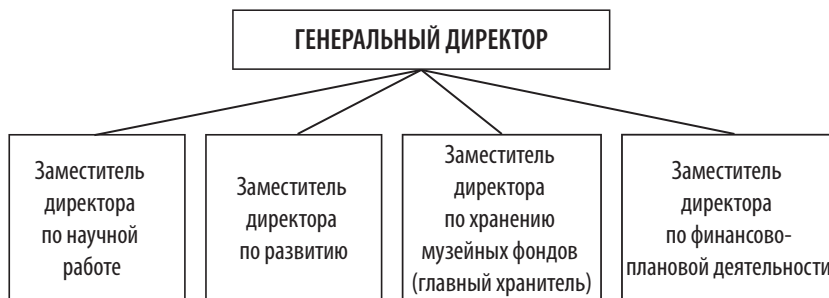 ГЕНЕРАЛЬНЫЙ ДИРЕКТОР
Заместитель
директора
по научной
работе
Заместитель
директора
по развитию
Заместитель
директора
по хранению
музейных фондов
(главный хранитель)
Заместитель
директора
по финансово-
плановой деятельности